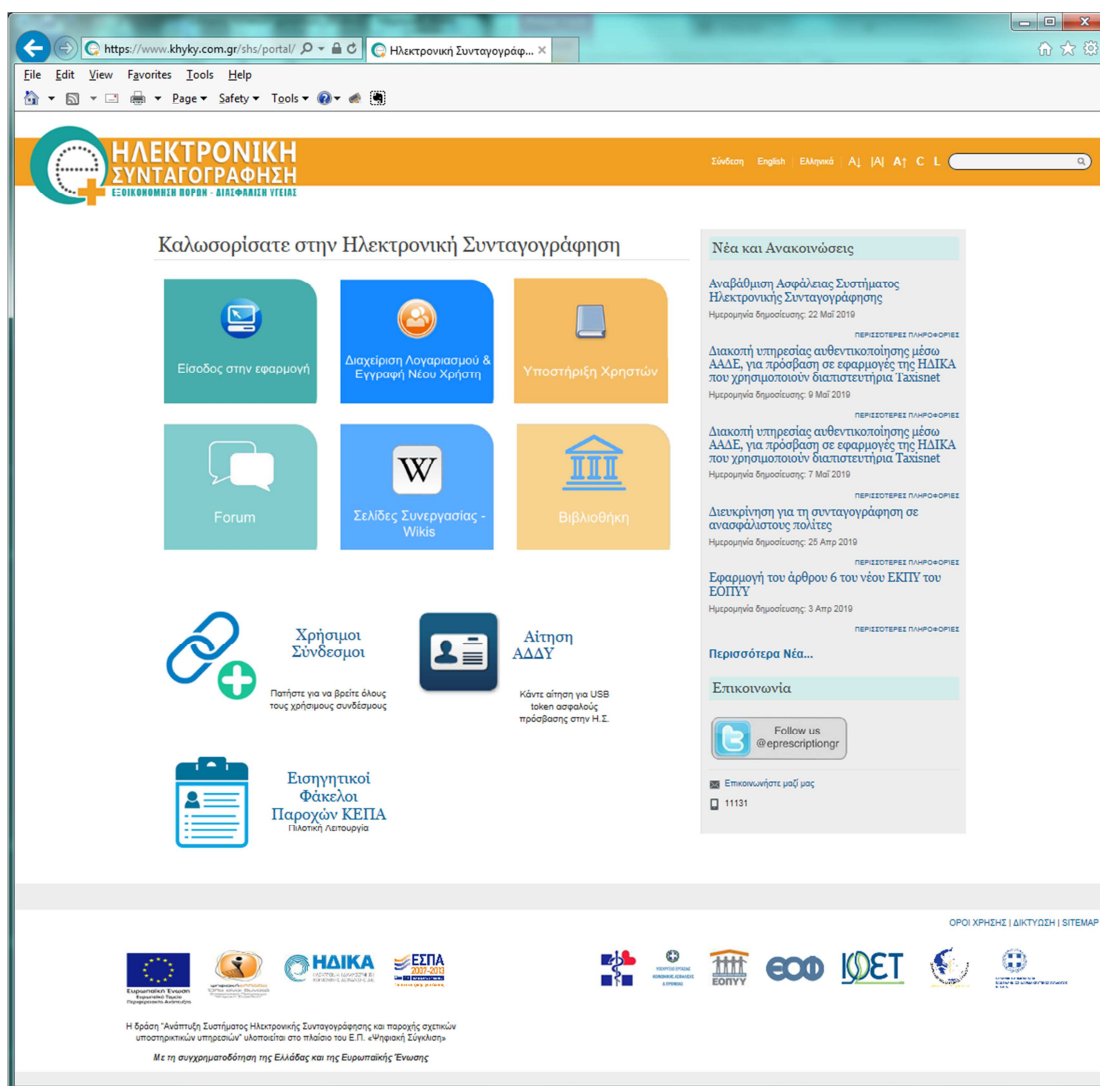 https://www.khyky.com.gr/shs/portal/
Ηλεκτρονική Συνταγογράφ...
File Edit View Favorites Tools Help
Page Safety Tools
ΗΛΕΚΤΡΟΝΙΚΗ
ΣΥΝΤΑΓΟΓΡΑΦΗΣΗ
ΕΞΟΙΚΟΝΟΜΗΣΗ ΠΟΡΩΝ - ΔΙΑΣΦΑΛΙΣΗ ΥΓΕΙΑΣ
Σύνδεση English Ελληνικά A↓ |A| A↑ C L
Καλωσορίσατε στην Ηλεκτρονική Συνταγογράφηση
Είσοδος στην εφαρμογή
Διαχείριση Λογαριασμού &
Εγγραφή Νέου Χρήστη
Υποστήριξη Χρηστών
Forum
W
Σελίδες Συνεργασίας -
Wikis
Βιβλιοθήκη
Χρήσιμοι
Σύνδεσμοι
Πατήστε για να βρείτε όλους
τους χρήσιμους συνδέσμους
Αίτηση
ΑΔΔΥ
Κάντε αίτηση για USB
token ασφαλούς
πρόσβασης στην Η.Σ.
Εισηγητικοί
Φάκελοι
Παροχών ΚΕΠΑ
Πιλοτική Λειτουργία
Νέα και Ανακοινώσεις
Αναβάθμιση Ασφάλειας Συστήματος
Ηλεκτρονικής Συνταγογράφησης
Ημερομηνία δημοσίευσης: 22 Μαΐ 2019
ΠΕΡΙΣΣΟΤΕΡΕΣ ΠΛΗΡΟΦΟΡΙΕΣ
Διακοπή υπηρεσίας αυθεντικοποίησης μέσω
ΑΑΔΕ, για πρόσβαση σε εφαρμογές της ΗΔΙΚΑ
που χρησιμοποιούν διαπιστευτήρια Taxisnet
Ημερομηνία δημοσίευσης: 9 Μαΐ 2019
ΠΕΡΙΣΣΟΤΕΡΕΣ ΠΛΗΡΟΦΟΡΙΕΣ
Διακοπή υπηρεσίας αυθεντικοποίησης μέσω
ΑΑΔΕ, για πρόσβαση σε εφαρμογές της ΗΔΙΚΑ
που χρησιμοποιούν διαπιστευτήρια Taxisnet
Ημερομηνία δημοσίευσης: 7 Μαΐ 2019
ΠΕΡΙΣΣΟΤΕΡΕΣ ΠΛΗΡΟΦΟΡΙΕΣ
Διευκρίνηση για τη συνταγογράφηση σε
ανασφάλιστους πολίτες
Ημερομηνία δημοσίευσης: 25 Απρ 2019
ΠΕΡΙΣΣΟΤΕΡΕΣ ΠΛΗΡΟΦΟΡΙΕΣ
Εφαρμογή του άρθρου 6 του νέου ΕΚΠΥ του
ΕΟΠΥΥ
Ημερομηνία δημοσίευσης: 3 Απρ 2019
ΠΕΡΙΣΣΟΤΕΡΕΣ ΠΛΗΡΟΦΟΡΙΕΣ
Περισσότερα Νέα...
Επικοινωνία
Follow us
@eprescriptiongr
Επικοινωνήστε μαζί μας
11131
ΟΡΟΙ ΧΡΗΣΗΣ | ΔΙΚΤΥΩΣΗ | SITEMAP
Ευρωπαϊκή Ένωση
Ευρωπαϊκό Ταμείο
Περιφερειακής Ανάπτυξης
ΗΔΙΚΑ
ΕΣΠΑ
2007-2013
ΕΟΠΥΥ
ΕΟΦ
Η δράση "Ανάπτυξη Συστήματος Ηλεκτρονικής Συνταγογράφησης και παροχής σχετικών
υποστηρικτικών υπηρεσιών" υλοποιείται στο πλαίσιο του Ε.Π. «Ψηφιακή Σύγκλιση»
Με τη συγχρηματοδότηση της Ελλάδας και της Ευρωπαϊκής Ένωσης